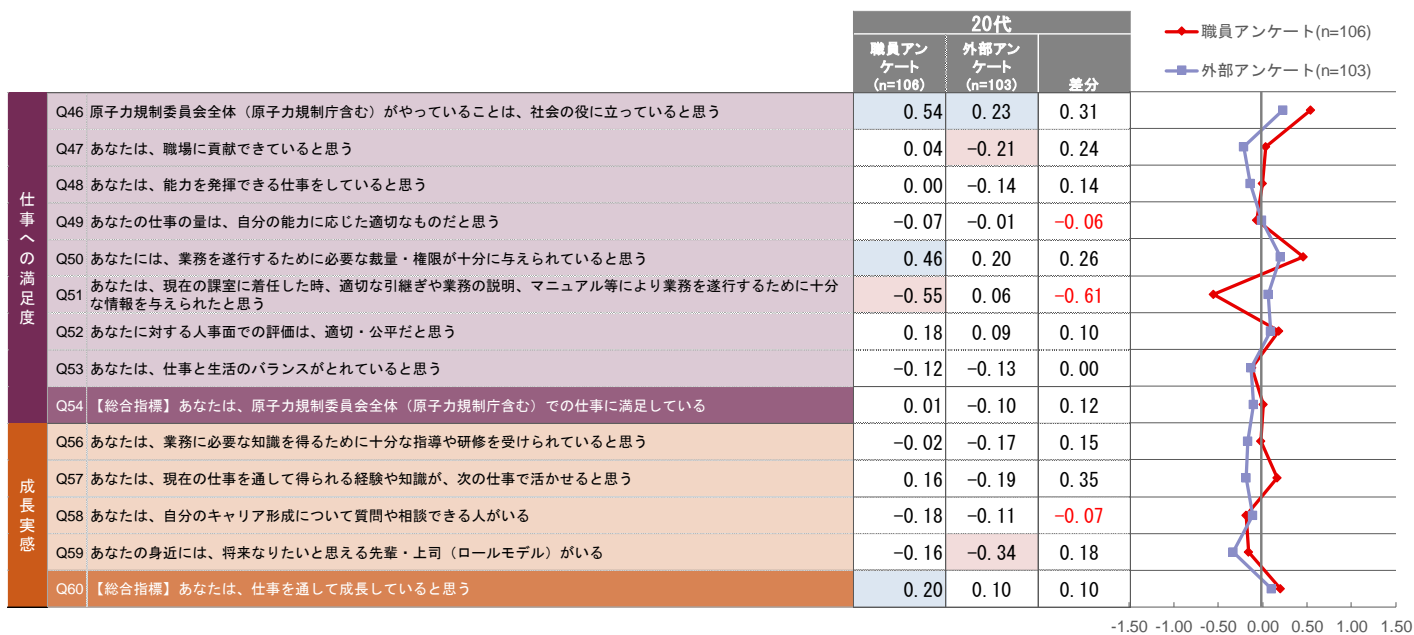 20代
職員アンケート(n=106)
外部アンケート(n=103)
職員アン
ケート
(n=106)
外部アン
ケート
(n=103)
差分
仕事への満足度
Q46 原子力規制委員会全体（原子力規制庁含む）がやっていることは、社会の役に立っていると思う 0.54 0.23 0.31
Q47 あなたは、職場に貢献できていると思う 0.04 −0.21 0.24
Q48 あなたは、能力を発揮できる仕事をしていると思う 0.00 −0.14 0.14
Q49 あなたの仕事の量は、自分の能力に応じた適切なものだと思う −0.07 −0.01 −0.06
Q50 あなたには、業務を遂行するために必要な裁量・権限が十分に与えられていると思う 0.46 0.20 0.26
Q51 あなたは、現在の課室に着任した時、適切な引継ぎや業務の説明、マニュアル等により業務を遂行するために十分
な情報を与えられたと思う −0.55 0.06 −0.61
Q52 あなたに対する人事面での評価は、適切・公平だと思う 0.18 0.09 0.10
Q53 あなたは、仕事と生活のバランスがとれていると思う −0.12 −0.13 0.00
Q54 【総合指標】あなたは、原子力規制委員会全体（原子力規制庁含む）での仕事に満足している 0.01 −0.10 0.12
成長実感
Q56 あなたは、業務に必要な知識を得るために十分な指導や研修を受けられていると思う −0.02 −0.17 0.15
Q57 あなたは、現在の仕事を通して得られる経験や知識が、次の仕事で活かせると思う 0.16 −0.19 0.35
Q58 あなたは、自分のキャリア形成について質問や相談できる人がいる −0.18 −0.11 −0.07
Q59 あなたの身近には、将来なりたいと思える先輩・上司（ロールモデル）がいる −0.16 −0.34 0.18
Q60 【総合指標】あなたは、仕事を通して成長していると思う 0.20 0.10 0.10
-1.50 -1.00 -0.50 0.00 0.50 1.00 1.50